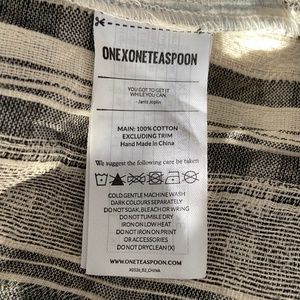 ONEXONETEASPOON
YOU GOT TO GET IT
WHILE YOU CAN.
- Janis Joplin
MAIN: 100% COTTON
EXCLUDING TRIM
Hand Made in China
We suggest the following care be taken
COLD GENTLE MACHINE WASH
DARK COLOURS SEPARATELY
DO NOT SOAK, BLEACH OR WRING
DO NOT TUMBLE DRY
IRON ON LOW HEAT
DO NOT IRON ON PRINT
OR ACCESSORIES
DO NOT DRYCLEAN (X)
WWW.ONETEASPOON.COM